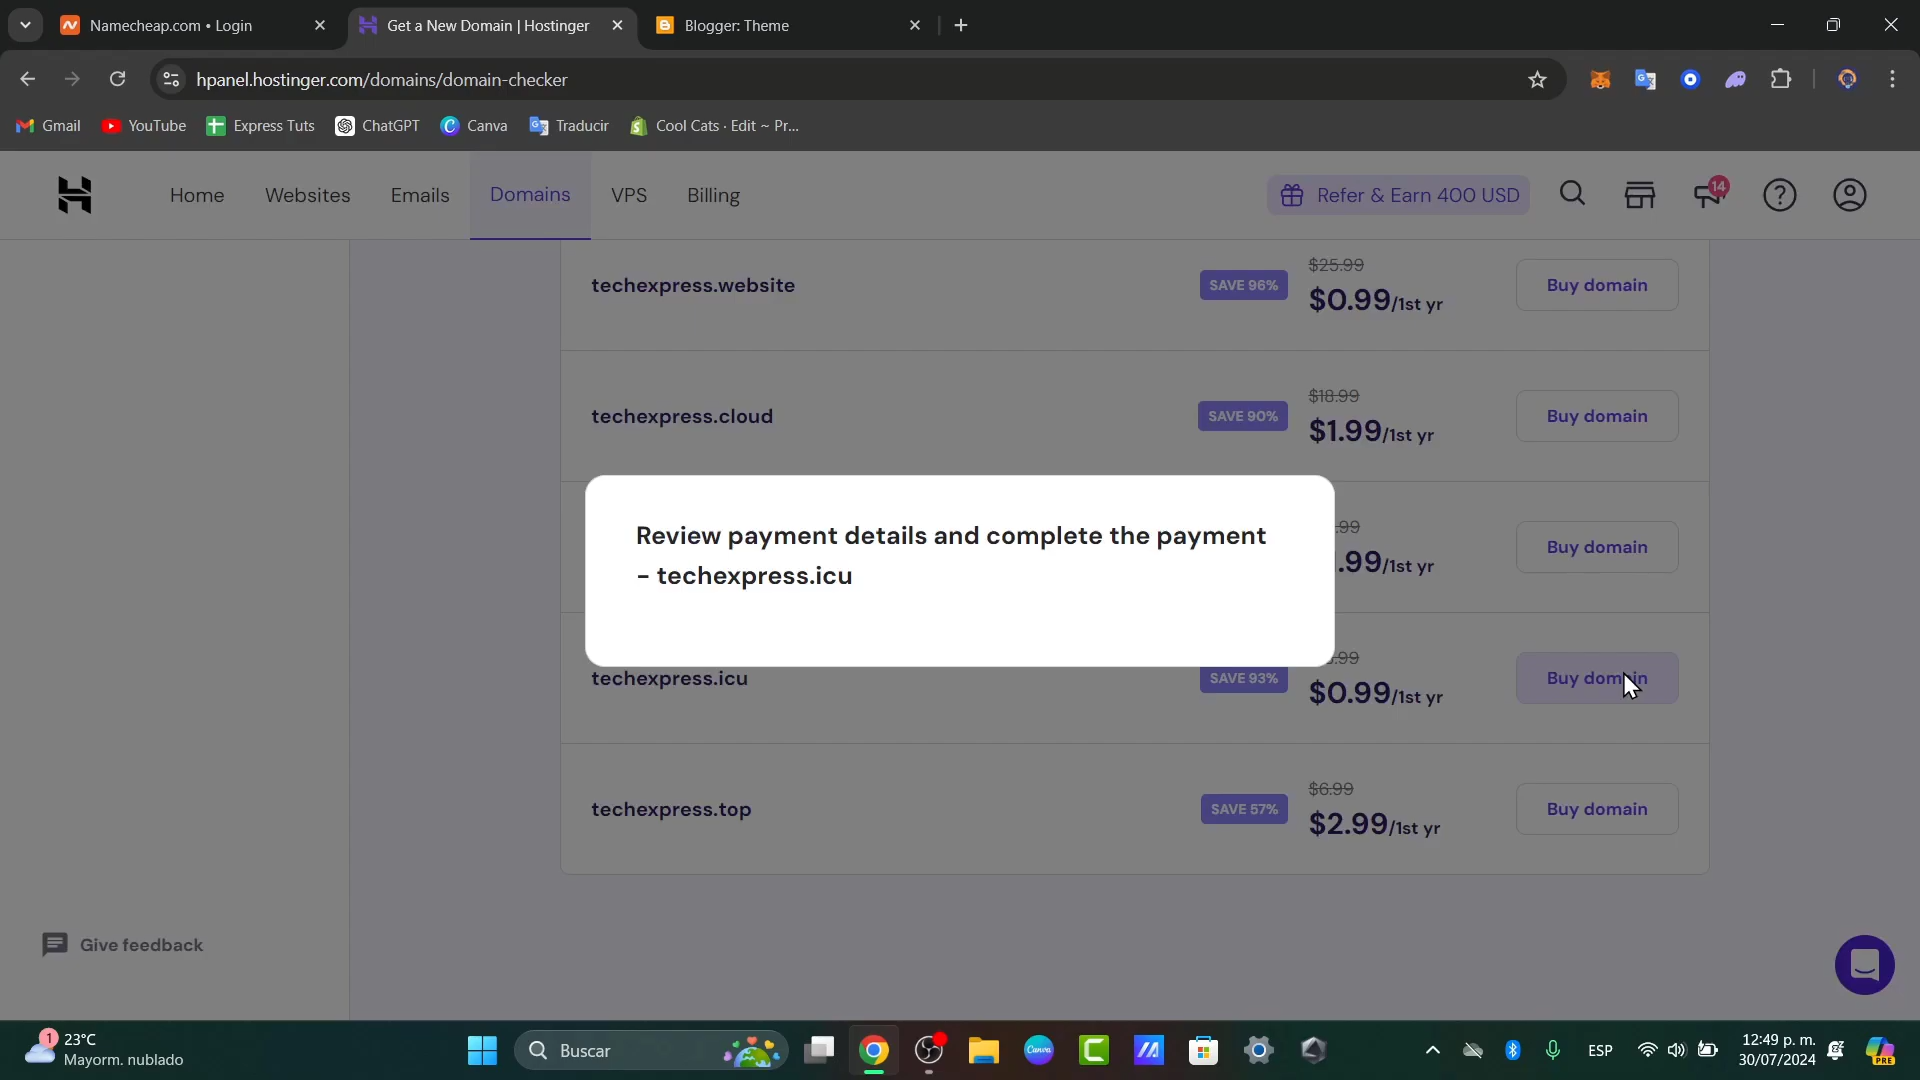 Namecheap.com • Login
Get a New Domain | Hostinger
Blogger: Theme
hpanel.hostinger.com/domains/domain-checker
Gmail
YouTube
Express Tuts
ChatGPT
Canva
Traducir
Cool Cats · Edit ~ Pr...
Home
Websites
Emails
Domains
VPS
Billing
Refer & Earn 400 USD
14
techexpress.website
SAVE 96%
$25.99
$0.99/1st yr
Buy domain
techexpress.cloud
SAVE 90%
$18.99
$1.99/1st yr
Buy domain
.99
.99/1st yr
Buy domain
Review payment details and complete the payment
- techexpress.icu
techexpress.icu
SAVE 93%
.99
$0.99/1st yr
Buy domain
techexpress.top
SAVE 57%
$6.99
$2.99/1st yr
Buy domain
Give feedback
1
23°C
Mayorm. nublado
Buscar
Canva
ESP
12:49 p. m.
30/07/2024
PRE